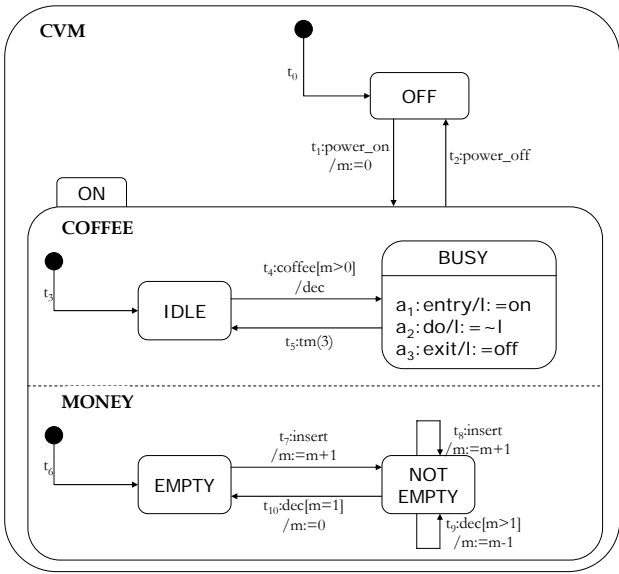 CVM
t0
OFF
t1:power_on
/m:=0
t2:power_off
ON
COFFEE
t3
IDLE
t4:coffee[m>0]
/dec
t5:tm(3)
BUSY
a1:entry/l:=on
a2:do/l:=~l
a3:exit/l:=off
MONEY
t6
EMPTY
t7:insert
/m:=m+1
t10:dec[m=1]
/m:=0
NOT
EMPTY
t8:insert
/m:=m+1
t9:dec[m>1]
/m:=m-1